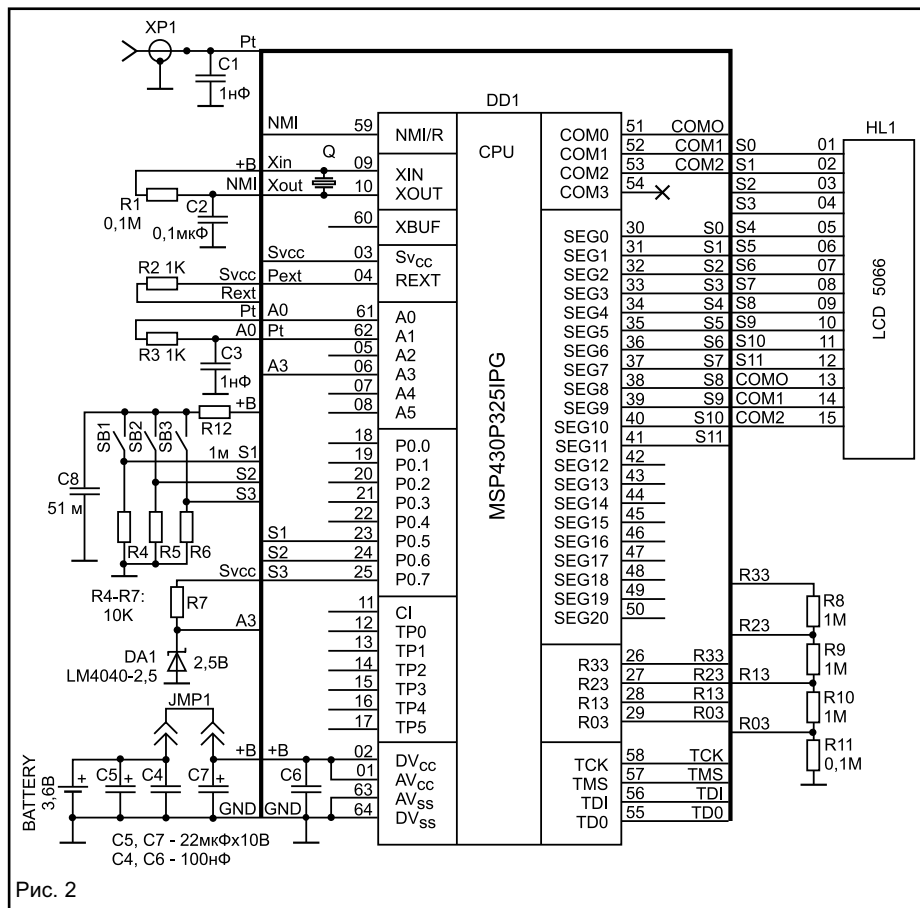 XP1
Pt
C1
1нФ
DD1
NMI 59 NMI/R
CPU
COM0 51 COMO
COM1 52 COM1
COM2 53 COM2
COM3 54
HL1
S0 01
S1 02
S2 03
S3 04
S4 05
S5 06
S6 07
S7 08
S8 09
S9 10
S10 11
S11 12
COMO 13
COM1 14
COM2 15
LCD 5066
+B Xin 09 XIN
Q
NMI Xout 10 XOUT
R1
0,1М
C2
0,1мкФ
60 XBUF
Svcc 03 Svcc
R2 1К
Svcc Pext 04 REXT
Rext
Pt A0 61 A0
A0 Pt 62 A1
R3 1К
05 A2
C3
1нФ
A3 06 A3
07 A4
08 A5
+B
R12
SB1
SB2
SB3
1м S1
S2
S3
C8
51 м
R4
R5
R6
R4-R7:
10К
18 P0.0
19 P0.1
20 P0.2
21 P0.3
22 P0.4
S1 23 P0.5
S2 24 P0.6
Svcc S3 25 P0.7
R7
A3
DA1
LM4040-2,5
2,5В
11 CI
12 TP0
13 TP1
14 TP2
15 TP3
16 TP4
17 TP5
MSP430P325IPG
SEG0 30 S0
SEG1 31 S1
SEG2 32 S2
SEG3 33 S3
SEG4 34 S4
SEG5 35 S5
SEG6 36 S6
SEG7 37 S7
SEG8 38 S8
SEG9 39 S9
SEG10 40 S10
SEG11 41 S11
SEG12 42
SEG13 43
SEG14 44
SEG15 45
SEG16 46
SEG17 47
SEG18 48
SEG19 49
SEG20 50
R33 26 R33
R23 27 R23
R13 28 R13
R03 29 R03
R33
R8
1М
R23
R9
1М
R13
R10
1М
R03
R11
0,1М
JMP1
BATTERY
3,6В
+
C5
+
C4
C7
+
+B +B 02 DVcc
01 AVcc
C6
63 AVss
GND GND 64 DVss
TCK 58 TCK
TMS 57 TMS
TDI 56 TDI
TD0 55 TD0
C5, C7 - 22мкФх10В
C4, C6 - 100нФ
Рис. 2